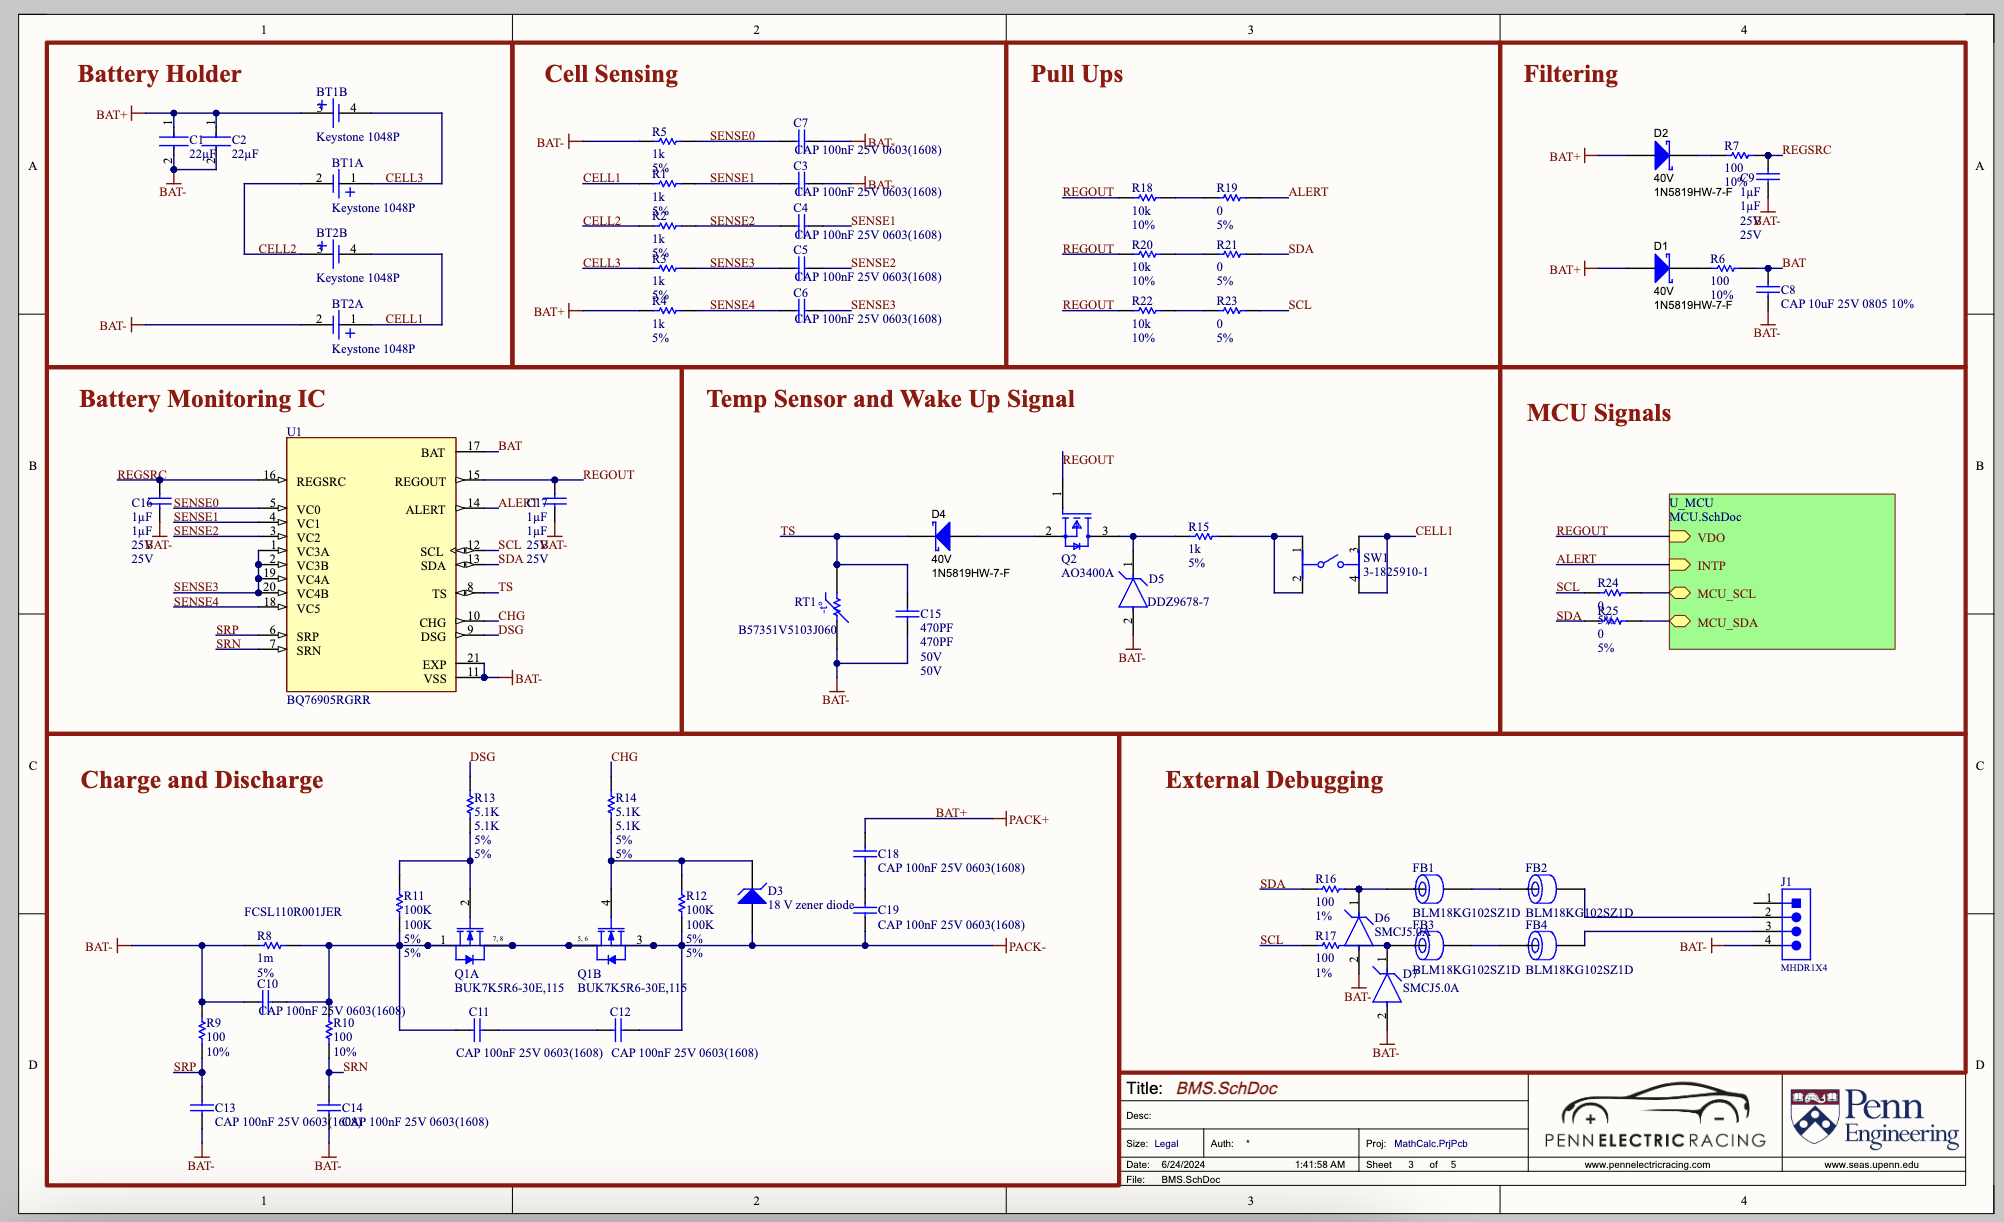 1
2
3
4
A
A
B
B
C
C
D
D
Battery Holder
BAT+
C1
22µF
C2
22µF
1
2
1
2
BAT-
BT1B
3
4
Keystone 1048P
BT1A
2
1
CELL3
Keystone 1048P
BT2B
CELL2
3
4
Keystone 1048P
BT2A
BAT-
2
1
CELL1
Keystone 1048P
Cell Sensing
BAT-
R5
1k
5%
SENSE0
C7
CAP 100nF 25V 0603(1608)
BAT-
CELL1
R1
1k
5%
SENSE1
C3
CAP 100nF 25V 0603(1608)
BAT-
CELL2
R2
1k
5%
SENSE2
C4
CAP 100nF 25V 0603(1608)
SENSE1
CELL3
R3
1k
5%
SENSE3
C5
CAP 100nF 25V 0603(1608)
SENSE2
BAT+
R4
1k
5%
SENSE4
C6
CAP 100nF 25V 0603(1608)
SENSE3
Pull Ups
REGOUT
R18
10k
10%
R19
0
5%
ALERT
REGOUT
R20
10k
10%
R21
0
5%
SDA
REGOUT
R22
10k
10%
R23
0
5%
SCL
Filtering
D2
BAT+
40V
1N5819HW-7-F
R7
100
10%
REGSRC
C9
1µF
1µF
25V
25V
BAT-
D1
BAT+
40V
1N5819HW-7-F
R6
100
10%
BAT
C8
CAP 10uF 25V 0805 10%
BAT-
Battery Monitoring IC
U1
REGSRC
C16
1µF
1µF
25V
25V
BAT-
SENSE0
SENSE1
SENSE2
SENSE3
SENSE4
SRP
SRN
16
5
4
3
1
2
19
20
18
6
7
REGSRC
VC0
VC1
VC2
VC3A
VC3B
VC4A
VC4B
VC5
SRP
SRN
BAT
REGOUT
ALERT
SCL
SDA
TS
CHG
DSG
EXP
VSS
17
15
14
12
13
8
10
9
21
11
BAT
REGOUT
ALERT
C17
1µF
1µF
25V
25V
BAT-
SCL
SDA
TS
CHG
DSG
BAT-
BQ76905RGRR
Temp Sensor and Wake Up Signal
REGOUT
TS
D4
40V
1N5819HW-7-F
1
2
3
Q2
AO3400A
RT1
-t°
B57351V5103J060
C15
470PF
470PF
50V
50V
BAT-
1
D5
DDZ9678-7
2
BAT-
R15
1k
5%
1
2
3
4
SW1
3-1825910-1
CELL1
MCU Signals
U_MCU
MCU.SchDoc
REGOUT
VDO
ALERT
INTP
SCL
R24
0
5%
MCU_SCL
SDA
R25
0
5%
MCU_SDA
Charge and Discharge
DSG
R13
5.1K
5.1K
5%
5%
CHG
R14
5.1K
5.1K
5%
5%
FCSL110R001JER
BAT-
R8
1m
5%
C10
CAP 100nF 25V 0603(1608)
R9
100
10%
R10
100
10%
SRP
SRN
C13
CAP 100nF 25V 0603(1608)
C14
CAP 100nF 25V 0603(1608)
BAT-
BAT-
R11
100K
100K
5%
5%
2
1
7, 8
Q1A
BUK7K5R6-30E,115
4
5, 6
3
Q1B
BUK7K5R6-30E,115
R12
100K
100K
5%
5%
D3
18 V zener diode
C11
CAP 100nF 25V 0603(1608)
C12
CAP 100nF 25V 0603(1608)
BAT+
PACK+
C18
CAP 100nF 25V 0603(1608)
C19
CAP 100nF 25V 0603(1608)
PACK-
External Debugging
SDA
R16
100
1%
SCL
R17
100
1%
1
D6
SMCJ5.0A
2
BAT-
1
D7
SMCJ5.0A
2
BAT-
FB1
BLM18KG102SZ1D
FB2
BLM18KG102SZ1D
FB3
BLM18KG102SZ1D
FB4
BLM18KG102SZ1D
J1
1
2
3
4
BAT-
MHDR1X4
Title: BMS.SchDoc
Desc:
Size: Legal
Auth: *
Proj: MathCalc.PrjPcb
Date: 6/24/2024 1:41:58 AM
Sheet 3 of 5
File: BMS.SchDoc
PENNELECTRICRACING
www.pennelectricracing.com
Penn
Engineering
www.seas.upenn.edu
1
2
3
4